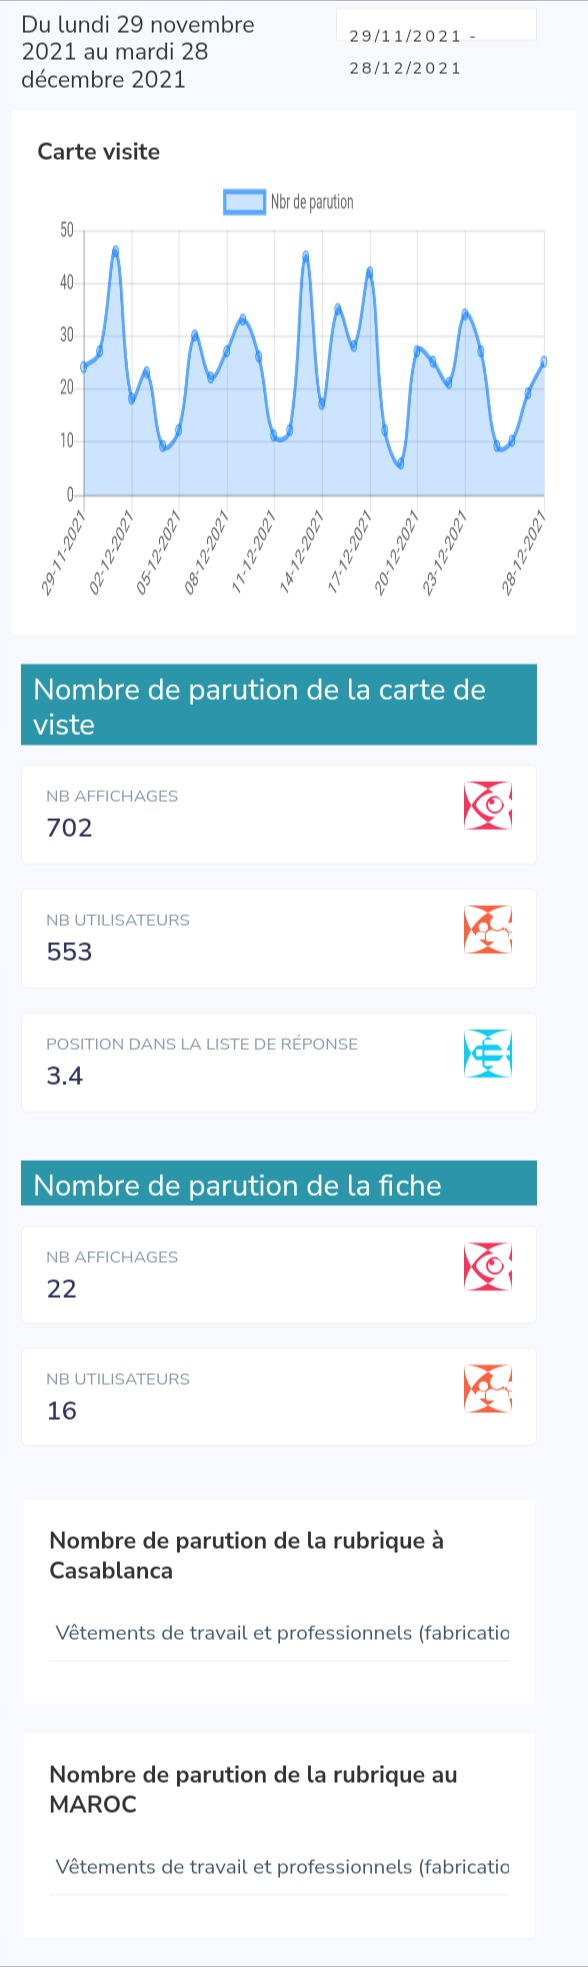 Du lundi 29 novembre
2021 au mardi 28
décembre 2021
29/11/2021 -
28/12/2021
Carte visite
Nbr de parution
50
40
30
20
10
0
29-11-2021
02-12-2021
05-12-2021
08-12-2021
11-12-2021
14-12-2021
17-12-2021
20-12-2021
23-12-2021
28-12-2021
Nombre de parution de la carte de
viste
NB AFFICHAGES
702
NB UTILISATEURS
553
POSITION DANS LA LISTE DE RÉPONSE
3.4
Nombre de parution de la fiche
NB AFFICHAGES
22
NB UTILISATEURS
16
Nombre de parution de la rubrique à
Casablanca
Vêtements de travail et professionnels (fabricatio
Nombre de parution de la rubrique au
MAROC
Vêtements de travail et professionnels (fabricatio